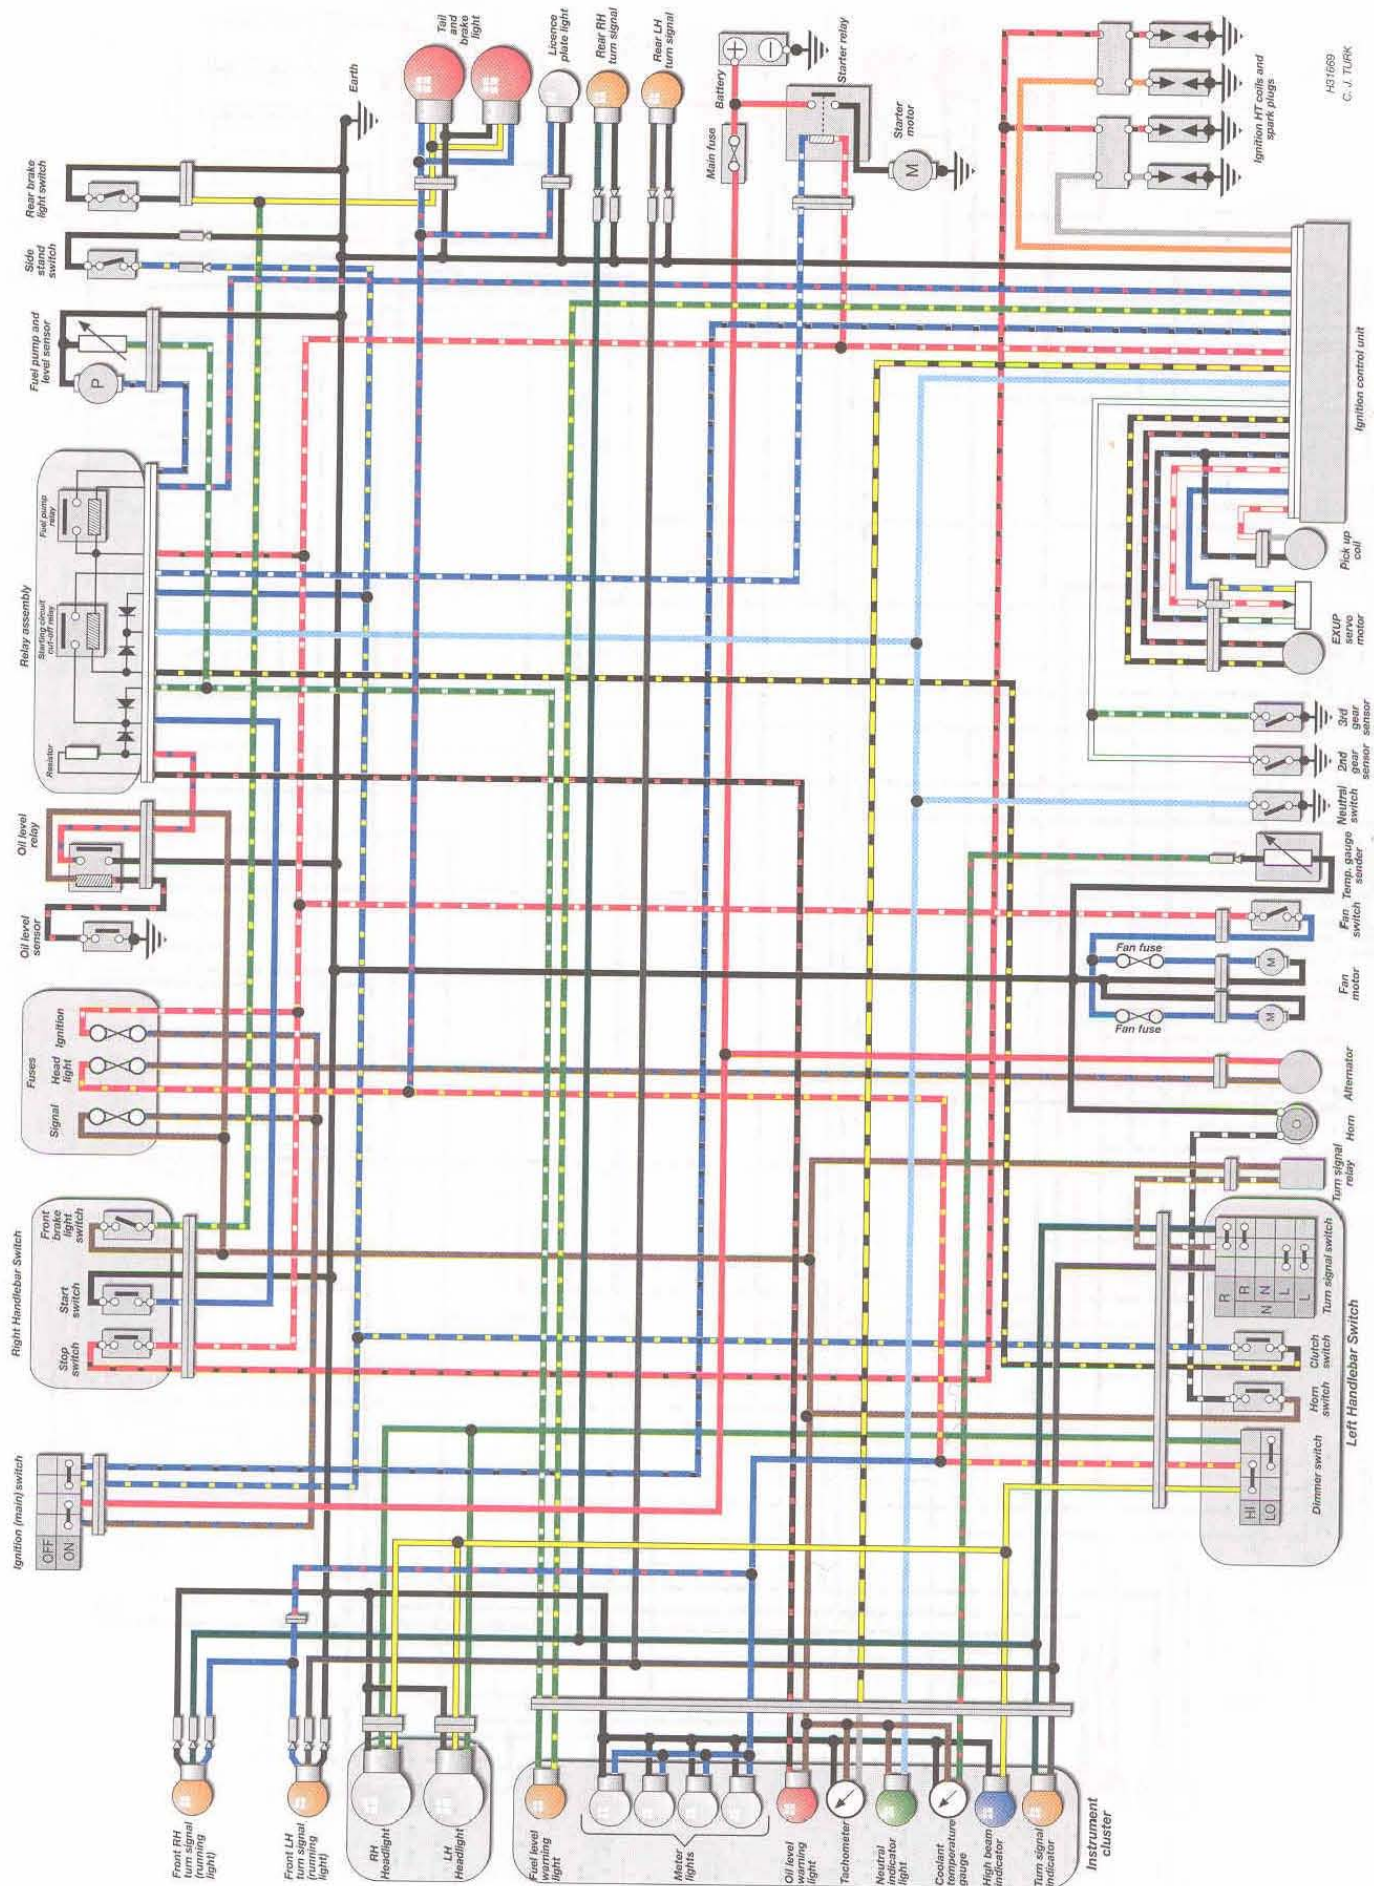 Rear brake
light switch
Side
stand
switch
Fuel pump and
level sensor
P
Relay assembly
Fuel pump
relay
Starting circuit
cut-off relay
Resistor
Oil level
relay
Oil level
sensor
Fuses
Ignition
Head
light
Signal
Right Handlebar Switch
Front
brake
light
switch
Start
switch
Stop
switch
Ignition (main) switch
OFF
ON
Front RH
turn signal
(running
light)
Front LH
turn signal
(running
light)
RH
Headlight
LH
Headlight
Earth
Tail
and
brake
light
Licence
plate light
Rear RH
turn signal
Rear LH
turn signal
Battery
+
−
Main fuse
Starter relay
Starter
motor
M
Ignition HT coils and
spark plugs
H31669
C. J. TURK
Ignition control unit
Pick up
coil
EXUP
servo
motor
3rd
gear
sensor
2nd
gear
sensor
Neutral
switch
Temp. gauge
sender
Fan
switch
Fan fuse
M
Fan
motor
Fan fuse
M
Alternator
Horn
Turn signal
relay
Turn signal switch
R
R
N
N
L
L
Clutch
switch
Horn
switch
Dimmer switch
HI
LO
Left Handlebar Switch
Fuel level
warning
light
Meter
lights
Oil level
warning
light
Tachometer
Neutral
indicator
light
Coolant
temperature
gauge
High beam
indicator
Turn signal
indicator
Instrument
cluster